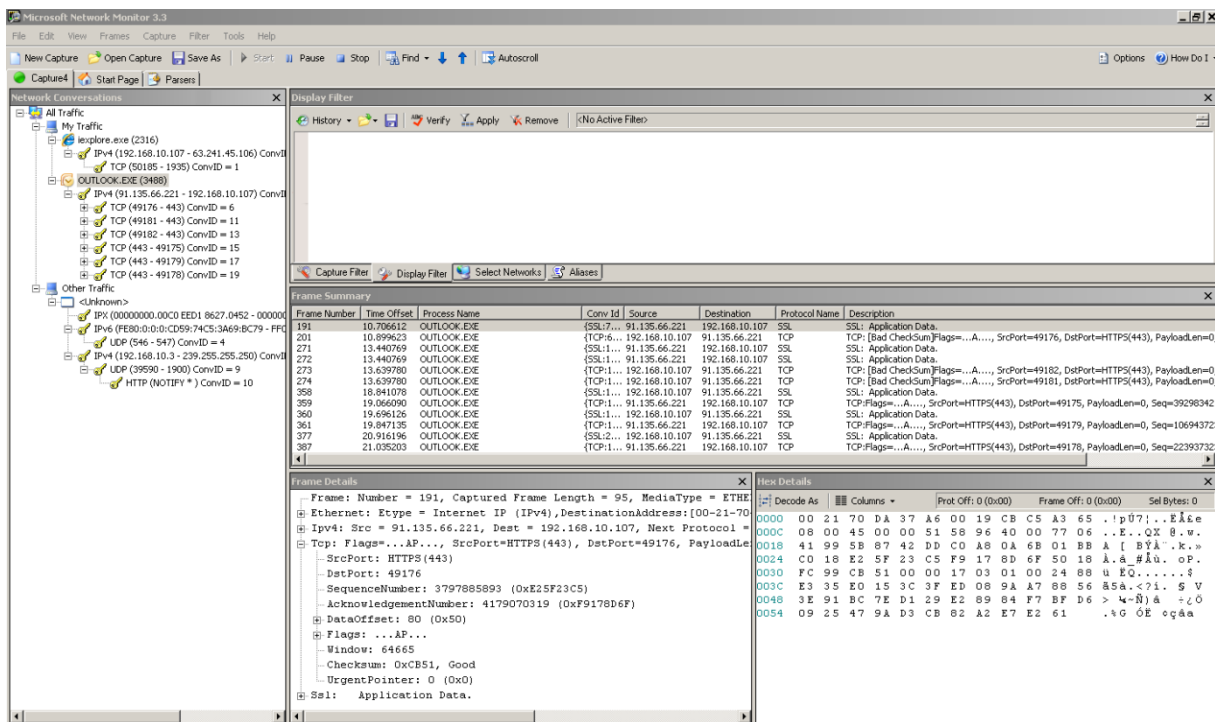 Microsoft Network Monitor 3.3
File Edit View Frames Capture Filter Tools Help
New Capture Open Capture Save As Start Pause Stop Find Autoscroll Options How Do I
Capture4 Start Page Parsers
Network Conversations
All Traffic
My Traffic
iexplore.exe (2316)
IPv4 (192.168.10.107 - 63.241.45.106) ConvI
TCP (50185 - 1935) ConvID = 1
OUTLOOK.EXE (3488)
IPv4 (91.135.66.221 - 192.168.10.107) ConvI
TCP (49176 - 443) ConvID = 6
TCP (49181 - 443) ConvID = 11
TCP (49182 - 443) ConvID = 13
TCP (443 - 49175) ConvID = 15
TCP (443 - 49179) ConvID = 17
TCP (443 - 49178) ConvID = 19
Other Traffic
<Unknown>
IPX (00000000.00C0 EED1 8627.0452 - 000000
IPv6 (FE80:0:0:0:CD59:74C5:3A69:BC79 - FF0
UDP (546 - 547) ConvID = 4
IPv4 (192.168.10.3 - 239.255.255.250) ConvI
UDP (39590 - 1900) ConvID = 9
HTTP (NOTIFY * ) ConvID = 10
Display Filter
History Verify Apply Remove <No Active Filter>
Capture Filter Display Filter Select Networks Aliases
Frame Summary
Frame Number Time Offset Process Name Conv Id Source Destination Protocol Name Description
191 10.706612 OUTLOOK.EXE {SSL:7... 91.135.66.221 192.168.10.107 SSL SSL: Application Data.
201 10.899623 OUTLOOK.EXE {TCP:6... 192.168.10.107 91.135.66.221 TCP TCP: [Bad CheckSum]Flags=...A...., SrcPort=49176, DstPort=HTTPS(443), PayloadLen=0,
271 13.440769 OUTLOOK.EXE {SSL:1... 91.135.66.221 192.168.10.107 SSL SSL: Application Data.
272 13.440769 OUTLOOK.EXE {SSL:1... 91.135.66.221 192.168.10.107 SSL SSL: Application Data.
273 13.639780 OUTLOOK.EXE {TCP:1... 192.168.10.107 91.135.66.221 TCP TCP: [Bad CheckSum]Flags=...A...., SrcPort=49182, DstPort=HTTPS(443), PayloadLen=0,
274 13.639780 OUTLOOK.EXE {TCP:1... 192.168.10.107 91.135.66.221 TCP TCP: [Bad CheckSum]Flags=...A...., SrcPort=49181, DstPort=HTTPS(443), PayloadLen=0,
358 18.841078 OUTLOOK.EXE {SSL:1... 192.168.10.107 91.135.66.221 SSL SSL: Application Data.
359 19.066090 OUTLOOK.EXE {TCP:1... 91.135.66.221 192.168.10.107 TCP TCP:Flags=...A...., SrcPort=HTTPS(443), DstPort=49175, PayloadLen=0, Seq=39298342
360 19.696126 OUTLOOK.EXE {SSL:1... 192.168.10.107 91.135.66.221 SSL SSL: Application Data.
361 19.847135 OUTLOOK.EXE {TCP:1... 91.135.66.221 192.168.10.107 TCP TCP:Flags=...A...., SrcPort=HTTPS(443), DstPort=49179, PayloadLen=0, Seq=10694372
377 20.916196 OUTLOOK.EXE {SSL:2... 192.168.10.107 91.135.66.221 SSL SSL: Application Data.
387 21.035203 OUTLOOK.EXE {TCP:1... 91.135.66.221 192.168.10.107 TCP TCP:Flags=...A...., SrcPort=HTTPS(443), DstPort=49178, PayloadLen=0, Seq=22393732
Frame Details
Frame: Number = 191, Captured Frame Length = 95, MediaType = ETHE
Ethernet: Etype = Internet IP (IPv4),DestinationAddress:[00-21-70-
Ipv4: Src = 91.135.66.221, Dest = 192.168.10.107, Next Protocol =
Tcp: Flags=...AP..., SrcPort=HTTPS(443), DstPort=49176, PayloadLe
SrcPort: HTTPS(443)
DstPort: 49176
SequenceNumber: 3797885893 (0xE25F23C5)
AcknowledgementNumber: 4179070319 (0xF9178D6F)
DataOffset: 80 (0x50)
Flags: ...AP...
Window: 64665
Checksum: 0xCB51, Good
UrgentPointer: 0 (0x0)
Ssl: Application Data.
Hex Details
Decode As Columns Prot Off: 0 (0x00) Frame Off: 0 (0x00) Sel Bytes: 0
0000 00 21 70 DA 37 A6 00 19 CB C5 A3 65
000C 08 00 45 00 00 51 58 96 40 00 77 06
0018 41 99 5B 87 42 DD C0 A8 0A 6B 01 BB
0024 C0 18 E2 5F 23 C5 F9 17 8D 6F 50 18
0030 FC 99 CB 51 00 00 17 03 01 00 24 88
003C E3 35 E0 15 3C 3F ED 08 9A A7 88 56
0048 3E 91 BC 7E D1 29 E2 89 84 F7 BF D6
0054 09 25 47 9A D3 CB 82 A2 E7 E2 61